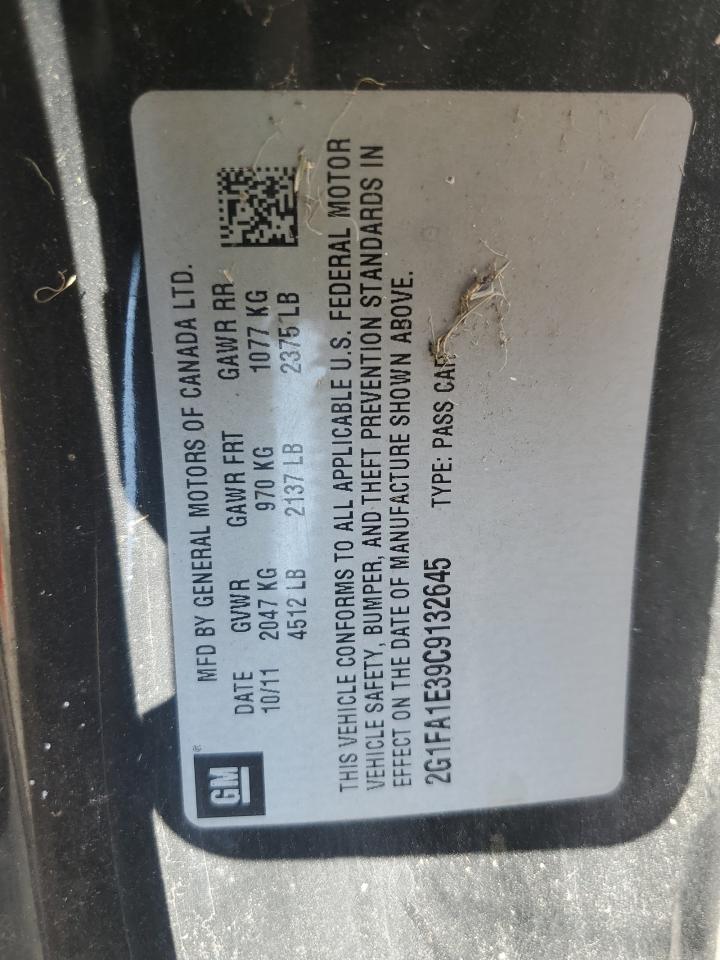 GM®
MFD BY GENERAL MOTORS OF CANADA LTD.
DATE GVWR GAWR FRT GAWR RR
10/11 2047 KG 970 KG 1077 KG
4512 LB 2137 LB 2375 LB
THIS VEHICLE CONFORMS TO ALL APPLICABLE U.S. FEDERAL MOTOR
VEHICLE SAFETY, BUMPER, AND THEFT PREVENTION STANDARDS IN
EFFECT ON THE DATE OF MANUFACTURE SHOWN ABOVE.
2G1FA1E39C9132645 TYPE: PASS CAR